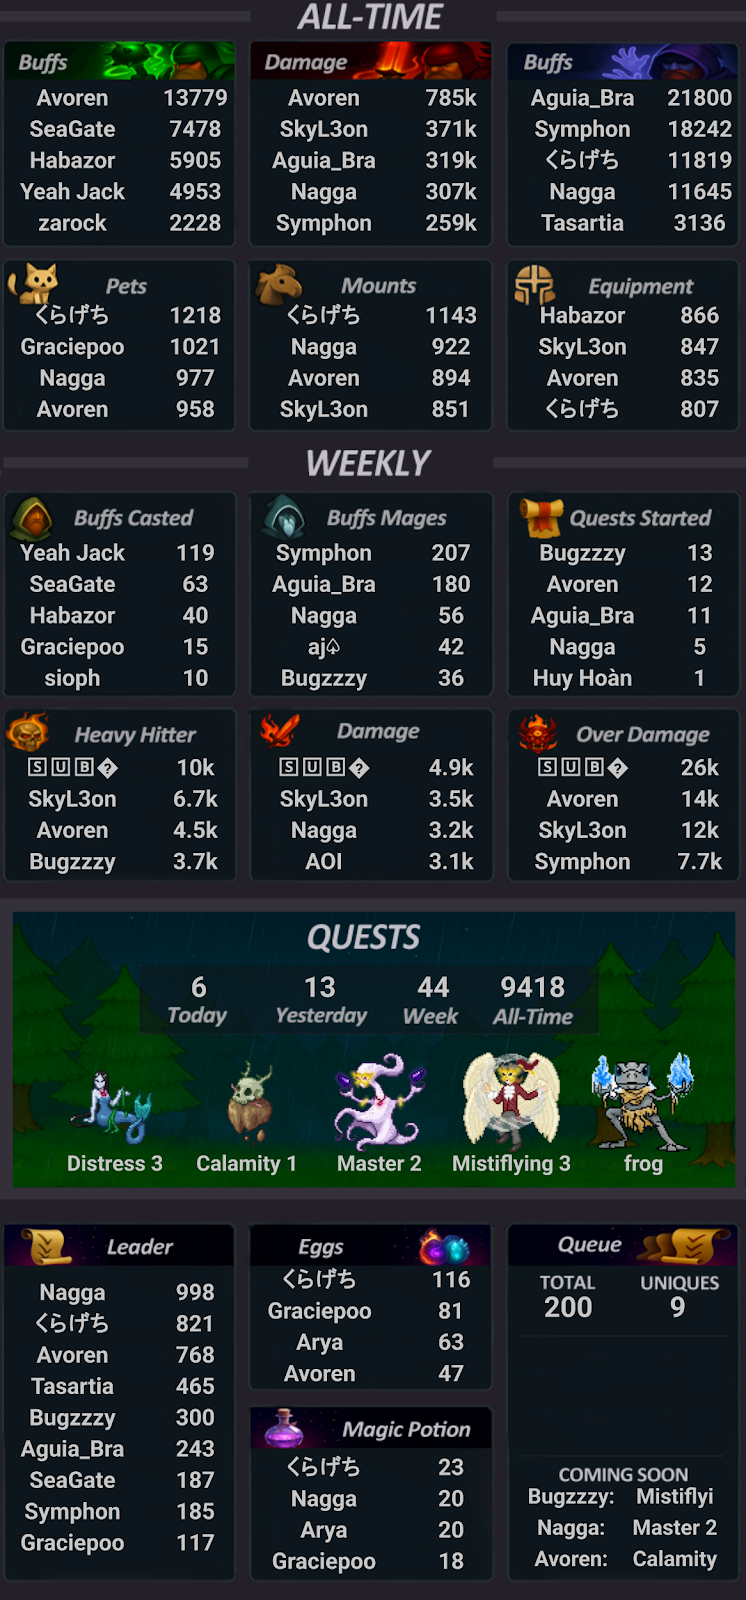 ALL-TIME
Buffs
Avoren 13779
SeaGate 7478
Habazor 5905
Yeah Jack 4953
zarock 2228
Damage
Avoren 785k
SkyL3on 371k
Aguia_Bra 319k
Nagga 307k
Symphon 259k
Buffs
Aguia_Bra 21800
Symphon 18242
くらげち 11819
Nagga 11645
Tasartia 3136
Pets
くらげち 1218
Graciepoo 1021
Nagga 977
Avoren 958
Mounts
くらげち 1143
Nagga 922
Avoren 894
SkyL3on 851
Equipment
Habazor 866
SkyL3on 847
Avoren 835
くらげち 807
WEEKLY
Buffs Casted
Yeah Jack 119
SeaGate 63
Habazor 40
Graciepoo 15
sioph 10
Buffs Mages
Symphon 207
Aguia_Bra 180
Nagga 56
aj♤ 42
Bugzzzy 36
Quests Started
Bugzzzy 13
Avoren 12
Aguia_Bra 11
Nagga 5
Huy Hoàn 1
Heavy Hitter
🅂🅄🄱� 10k
SkyL3on 6.7k
Avoren 4.5k
Bugzzzy 3.7k
Damage
🅂🅄🄱� 4.9k
SkyL3on 3.5k
Nagga 3.2k
AOI 3.1k
Over Damage
🅂🅄🄱� 26k
Avoren 14k
SkyL3on 12k
Symphon 7.7k
QUESTS
6 13 44 9418
Today Yesterday Week All-Time
Distress 3 Calamity 1 Master 2 Mistiflying 3 frog
Leader
Nagga 998
くらげち 821
Avoren 768
Tasartia 465
Bugzzzy 300
Aguia_Bra 243
SeaGate 187
Symphon 185
Graciepoo 117
Eggs
くらげち 116
Graciepoo 81
Arya 63
Avoren 47
Magic Potion
くらげち 23
Nagga 20
Arya 20
Graciepoo 18
Queue
TOTAL UNIQUES
200 9
COMING SOON
Bugzzzy: Mistiflyi
Nagga: Master 2
Avoren: Calamity